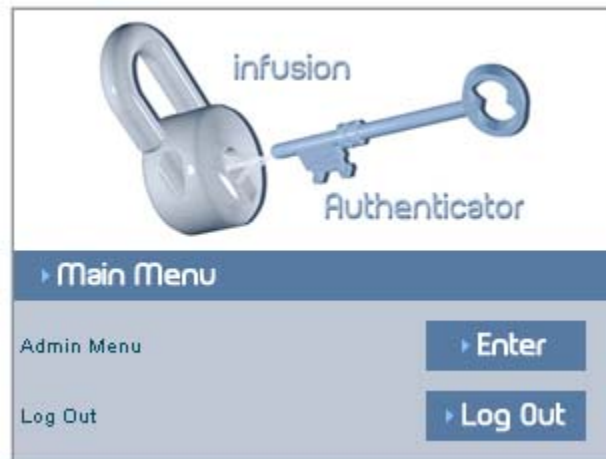 infusion
Authenticator
Main Menu
Admin Menu
Enter
Log Out
Log Out